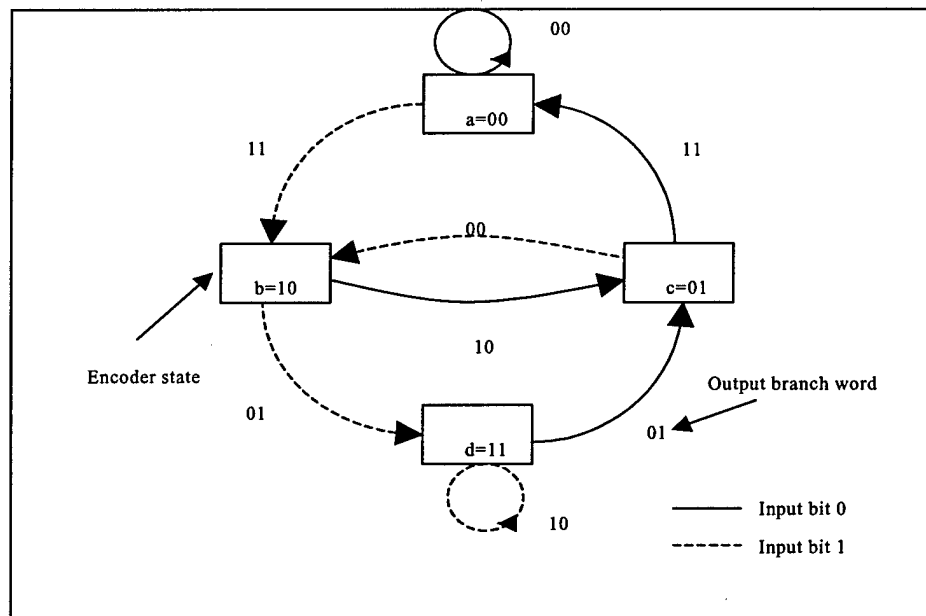 00
a=00
11
11
00
b=10
c=01
10
Encoder state
Output branch word
01
01
d=11
10
Input bit 0
Input bit 1